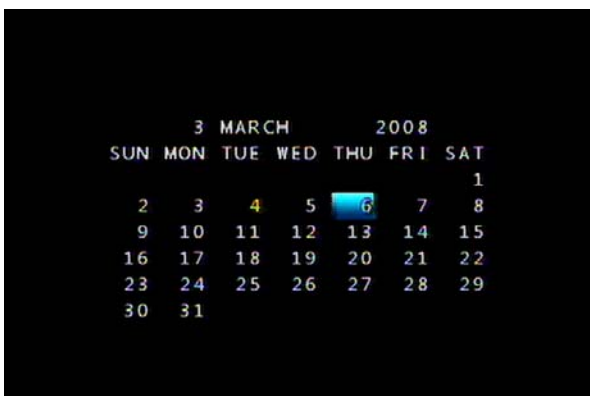 3 MARCH 2008
SUN MON TUE WED THU FRI SAT
1
2 3 4 5 6 7 8
9 10 11 12 13 14 15
16 17 18 19 20 21 22
23 24 25 26 27 28 29
30 31